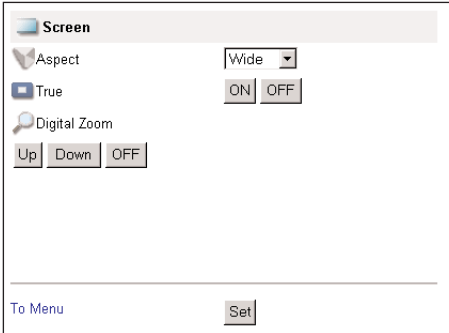 Screen
Aspect Wide
True ON OFF
Digital Zoom
Up Down OFF
To Menu Set